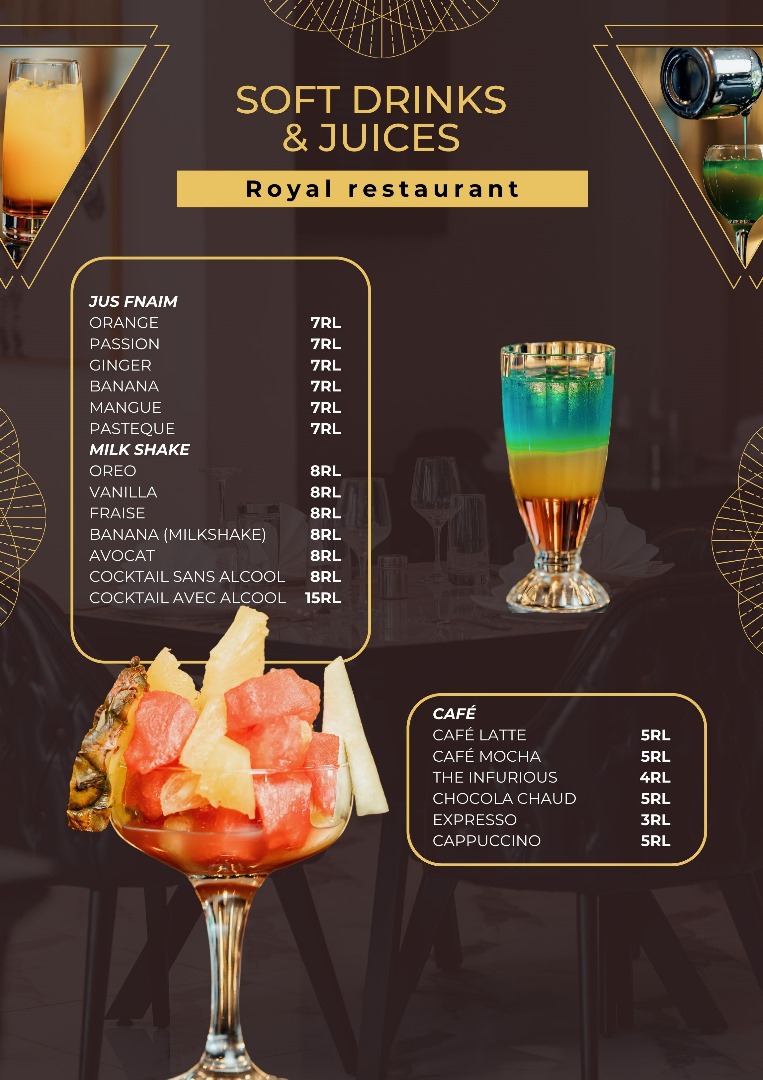 SOFT DRINKS
& JUICES
Royal restaurant
JUS FNAIM
ORANGE 7RL
PASSION 7RL
GINGER 7RL
BANANA 7RL
MANGUE 7RL
PASTEQUE 7RL
MILK SHAKE
OREO 8RL
VANILLA 8RL
FRAISE 8RL
BANANA (MILKSHAKE) 8RL
AVOCAT 8RL
COCKTAIL SANS ALCOOL 8RL
COCKTAIL AVEC ALCOOL 15RL
CAFÉ
CAFÉ LATTE 5RL
CAFÉ MOCHA 5RL
THE INFURIOUS 4RL
CHOCOLA CHAUD 5RL
EXPRESSO 3RL
CAPPUCCINO 5RL